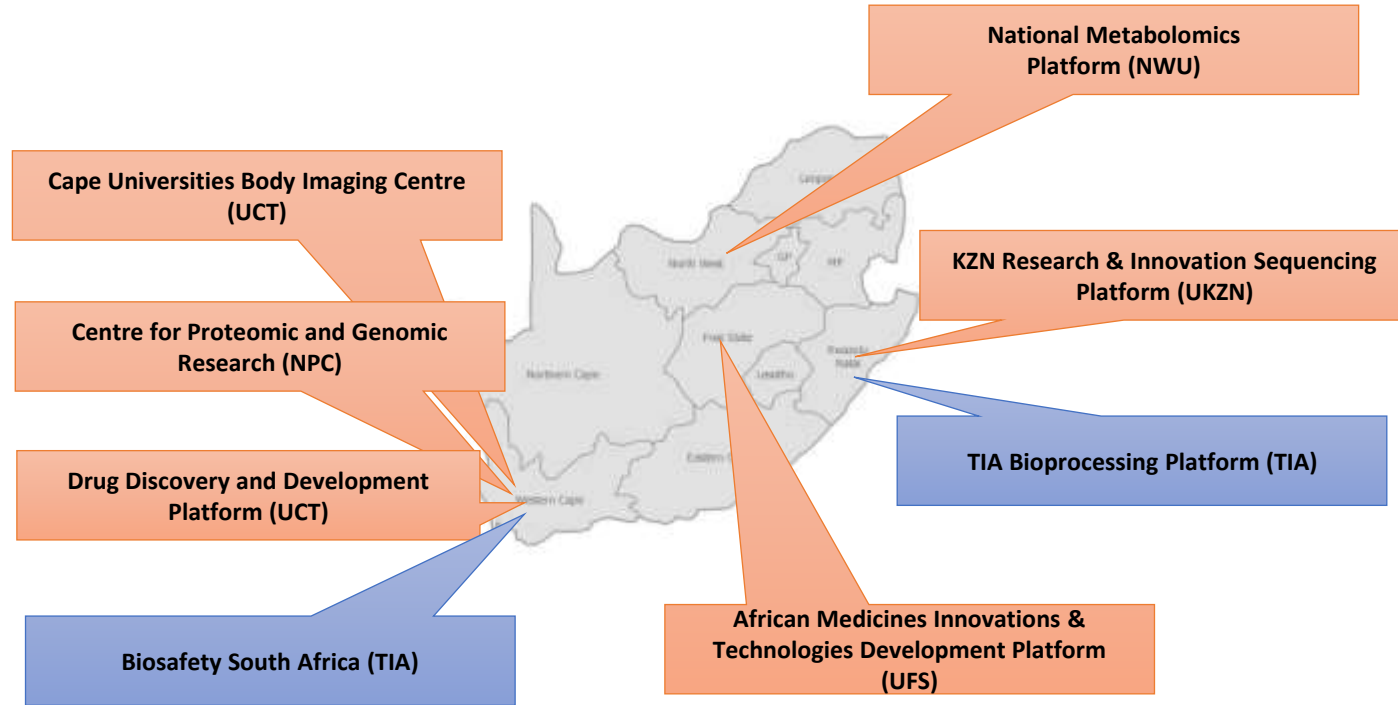 National Metabolomics
Platform (NWU)
Cape Universities Body Imaging Centre
(UCT)
KZN Research & Innovation Sequencing
Platform (UKZN)
Centre for Proteomic and Genomic
Research (NPC)
TIA Bioprocessing Platform (TIA)
Drug Discovery and Development
Platform (UCT)
African Medicines Innovations &
Technologies Development Platform
(UFS)
Biosafety South Africa (TIA)
North West
GP
MP
Free State
Lesotho
Northern Cape
Western Cape